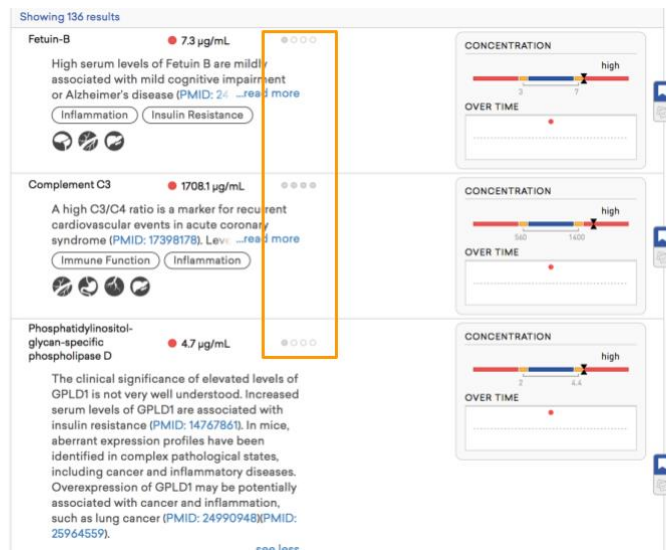 Showing 136 results
Fetuin-B
7.3 µg/mL
High serum levels of Fetuin B are mildly
associated with mild cognitive impairment
or Alzheimer's disease (PMID: 24 ...read more
Inflammation
Insulin Resistance
CONCENTRATION
high
3 7
OVER TIME
Complement C3
1708.1 µg/mL
A high C3/C4 ratio is a marker for recurrent
cardiovascular events in acute coronary
syndrome (PMID: 17398178). Leve ...read more
Immune Function
Inflammation
CONCENTRATION
high
560 1400
OVER TIME
Phosphatidylinositol-
glycan-specific
phospholipase D
4.7 µg/mL
The clinical significance of elevated levels of
GPLD1 is not very well understood. Increased
serum levels of GPLD1 are associated with
insulin resistance (PMID: 14767861). In mice,
aberrant expression profiles have been
identified in complex pathological states,
including cancer and inflammatory diseases.
Overexpression of GPLD1 may be potentially
associated with cancer and inflammation,
such as lung cancer (PMID: 24990948)(PMID:
25964559).
see less
CONCENTRATION
high
2 4.4
OVER TIME